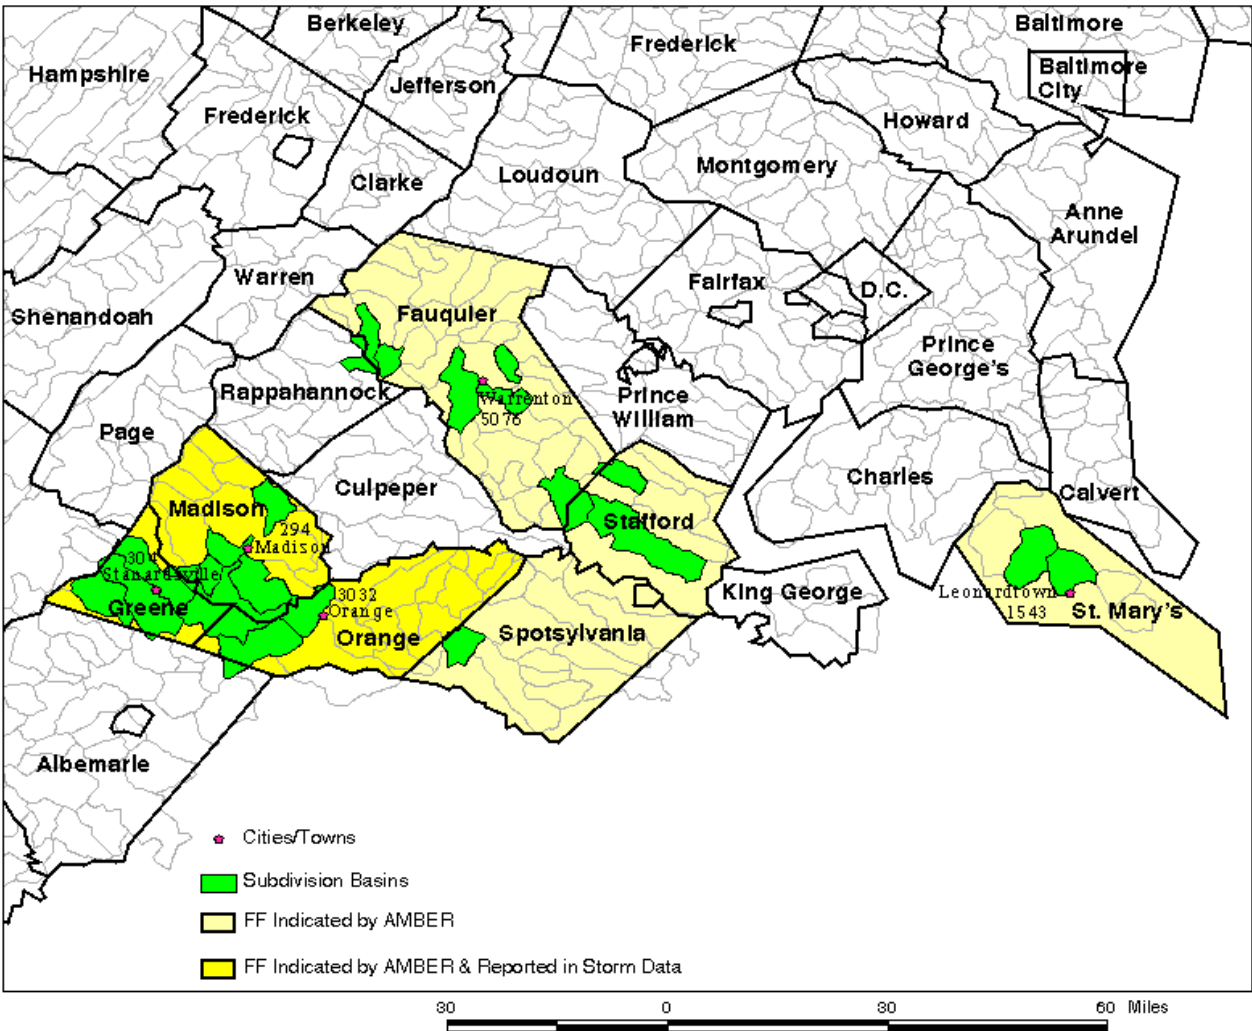 Berkeley
Frederick
Baltimore
Hampshire
Jefferson
Baltimore
City
Frederick
Howard
Montgomery
Clarke
Loudoun
Anne
Arundel
Warren
Fairfax
D.C.
Shenandoah
Fauquier
Prince
George's
Rappahannock
Warrenton
5076
Prince
William
Page
Charles
Culpeper
Calvert
Madison
Stafford
294
Madison
304
Stanardsville
Greene
3032
Orange
Orange
King George
Leonardtown
1543
St. Mary's
Spotsylvania
Albemarle
Cities/Towns
Subdivision Basins
FF Indicated by AMBER
FF Indicated by AMBER & Reported in Storm Data
30 0 30 60 Miles